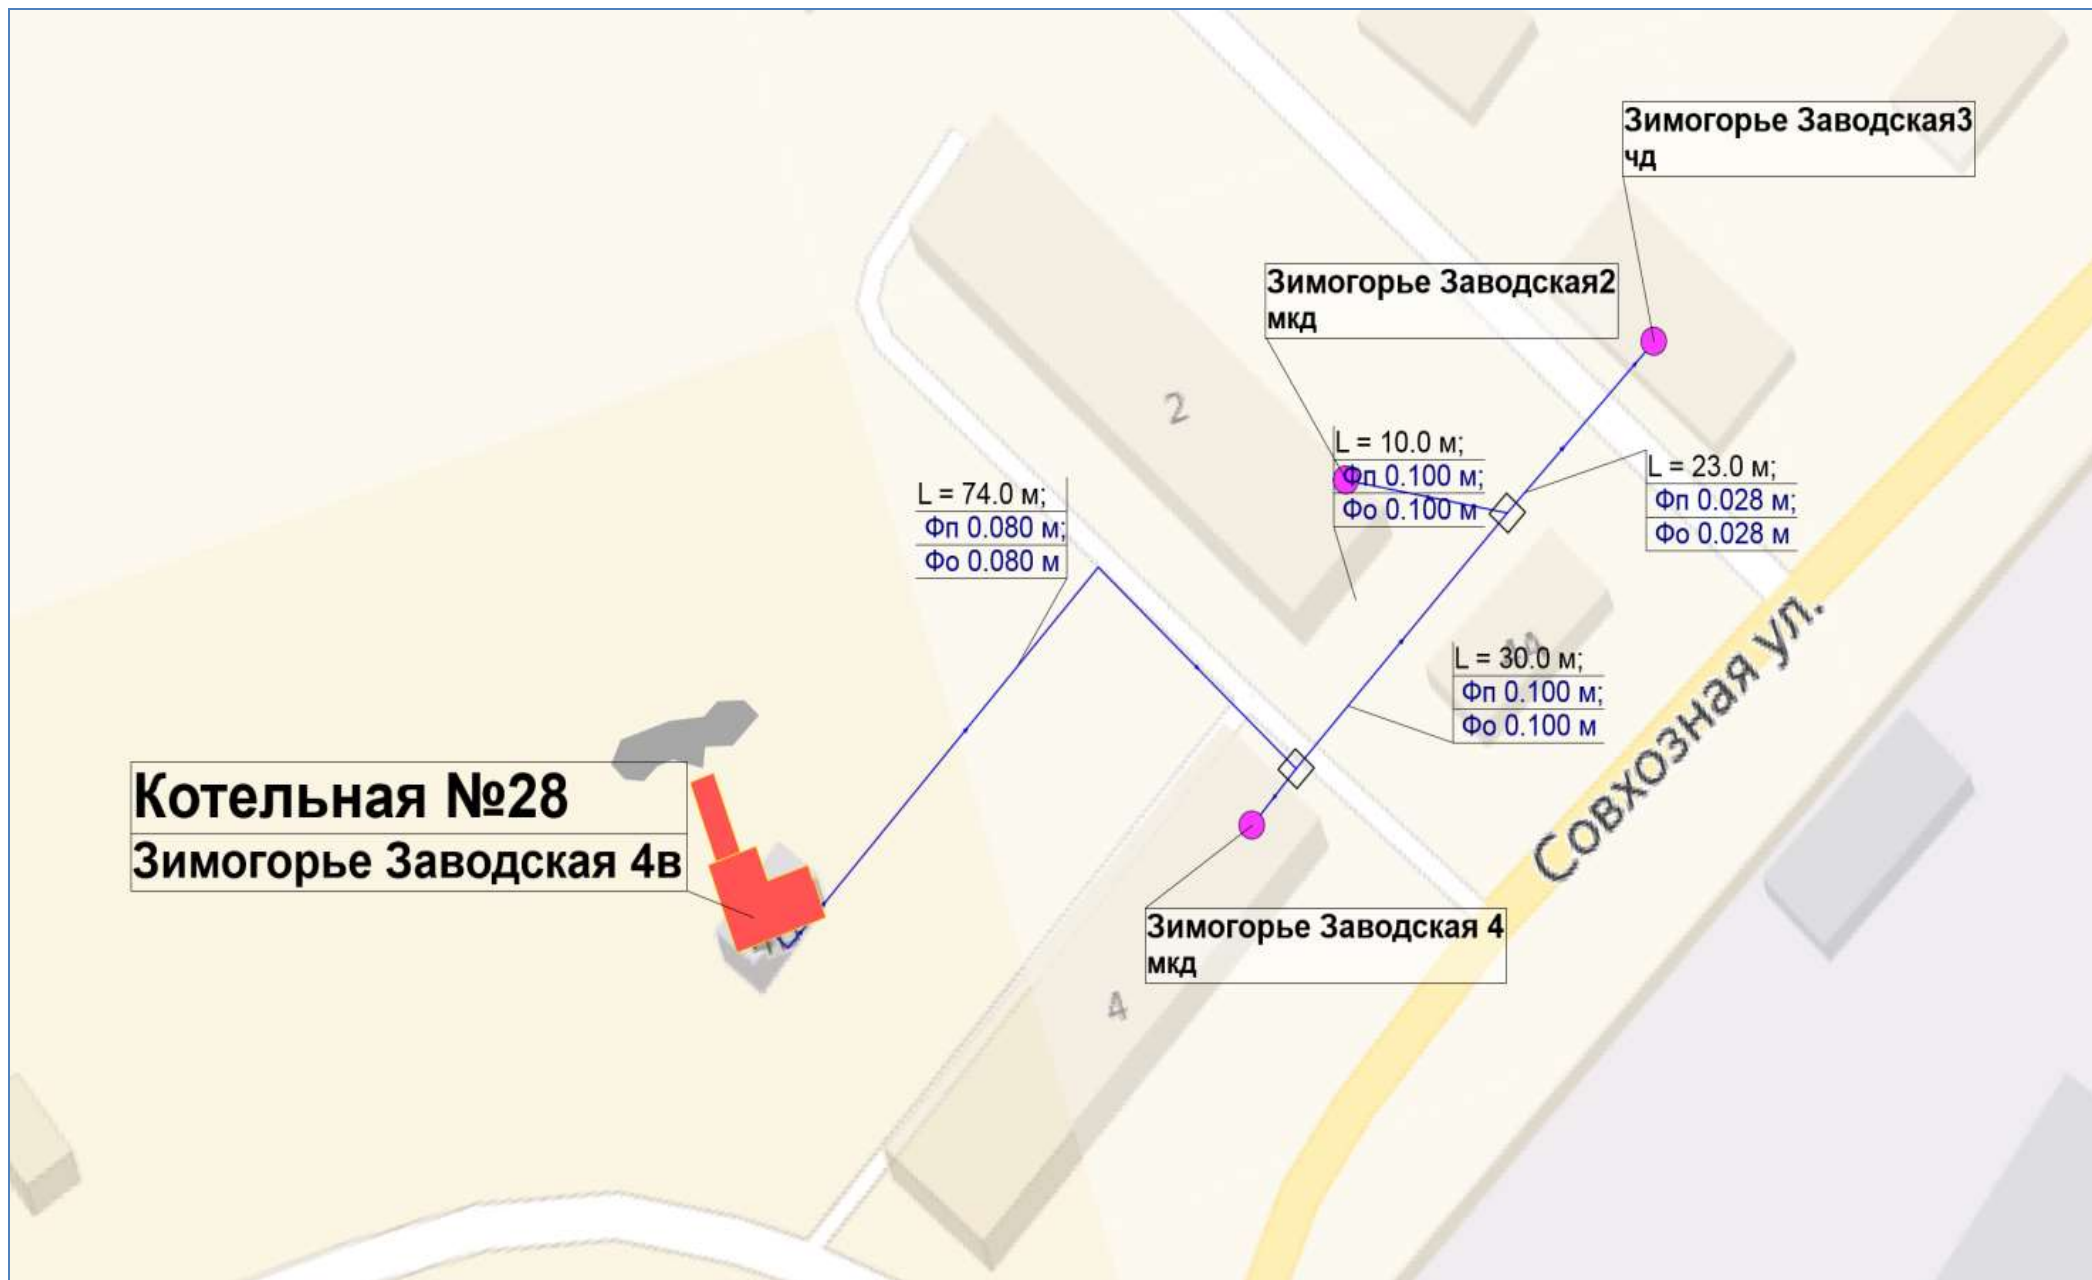 Зимогорье Заводская3
чд
Зимогорье Заводская2
мкд
2
L = 10.0 м;
Фп 0.100 м;
Фо 0.100 м
L = 23.0 м;
Фп 0.028 м;
Фо 0.028 м
L = 74.0 м;
Фп 0.080 м;
Фо 0.080 м
L = 30.0 м;
Фп 0.100 м;
Фо 0.100 м
Совхозная ул.
Котельная №28
Зимогорье Заводская 4в
Зимогорье Заводская 4
мкд
4